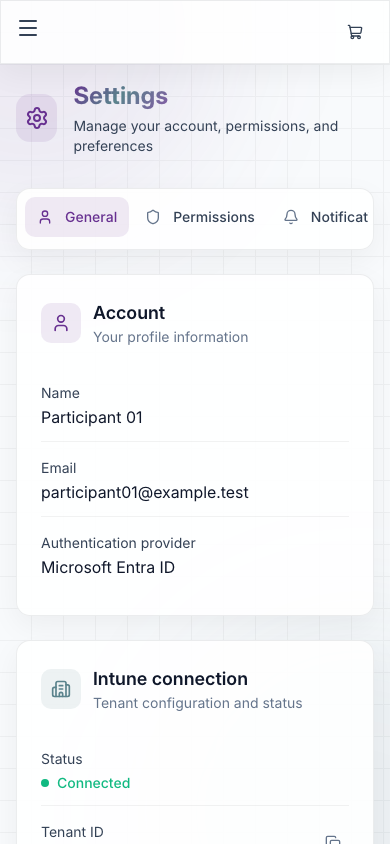 Settings
Manage your account, permissions, and
preferences
General
Permissions
Notificat
Account
Your profile information
Name
Participant 01
Email
participant01@example.test
Authentication provider
Microsoft Entra ID
Intune connection
Tenant configuration and status
Status
Connected
Tenant ID